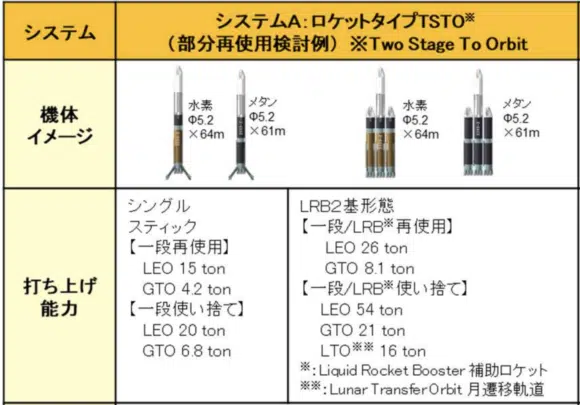 システム
システムA：ロケットタイプTSTO※
（部分再使用検討例）※Two Stage To Orbit
機体
イメージ
水素
Φ5.2
×64m
メタン
Φ5.2
×61m
水素
Φ5.2
×64m
メタン
Φ5.2
×61m
打ち上げ
能力
シングル
スティック
【一段再使用】
LEO 15 ton
GTO 4.2 ton
【一段使い捨て】
LEO 20 ton
GTO 6.8 ton
LRB2基形態
【一段/LRB※再使用】
LEO 26 ton
GTO 8.1 ton
【一段/LRB※使い捨て】
LEO 54 ton
GTO 21 ton
LTO※※ 16 ton
※：Liquid Rocket Booster 補助ロケット
※※：Lunar TransferOrbit 月遷移軌道